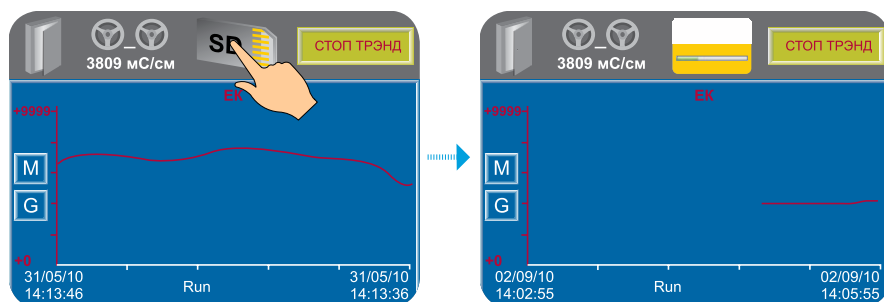 SD
СТОП ТРЭНД
3809 мС/см
ЕК
+9999
M
G
+0
31/05/10
14:13:46
Run
31/05/10
14:13:36
СТОП ТРЭНД
3809 мС/см
ЕК
+9999
M
G
+0
02/09/10
14:02:55
Run
02/09/10
14:05:55